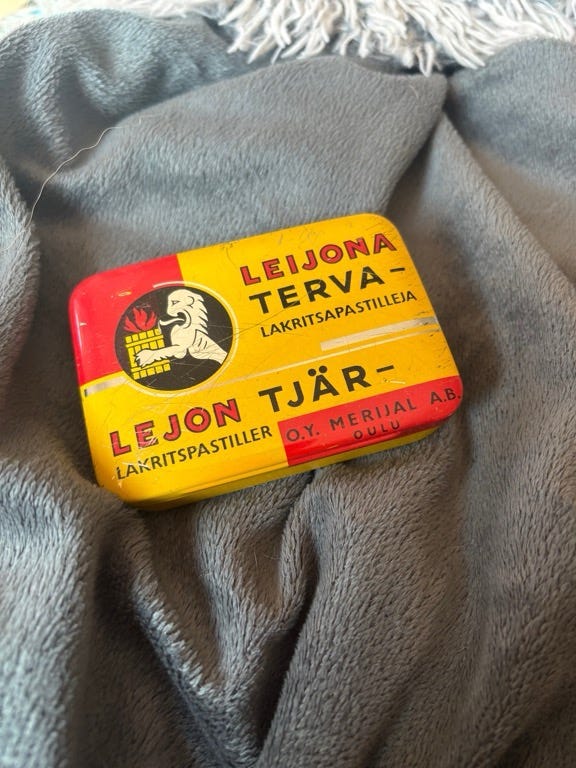 LEIJONA
TERVA-
LAKRITSAPASTILLEJA
LEJON TJÄR-
LAKRITSPASTILLER
O.Y. MERIJAL A.B.
OULU